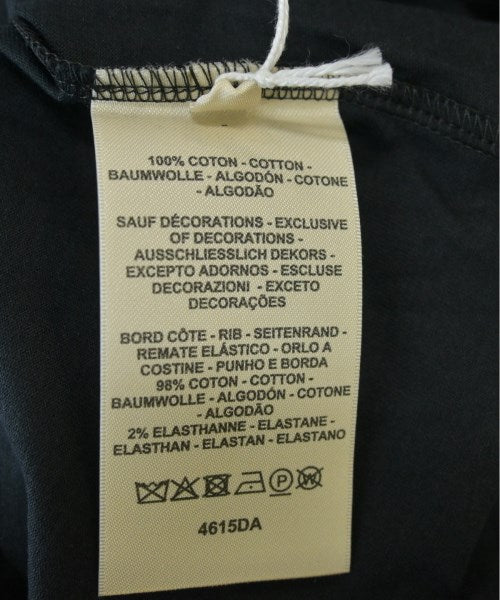 100% COTON - COTTON -
BAUMWOLLE - ALGODÓN - COTONE
- ALGODÃO
SAUF DÉCORATIONS - EXCLUSIVE
OF DECORATIONS -
AUSSCHLIESSLICH DEKORS -
EXCEPTO ADORNOS - ESCLUSE
DECORAZIONI - EXCETO
DECORAÇÕES
BORD CÔTE - RIB - SEITENRAND -
REMATE ELÁSTICO - ORLO A
COSTINE - PUNHO E BORDA
98% COTON - COTTON -
BAUMWOLLE - ALGODÓN - COTONE
- ALGODÃO
2% ELASTHANNE - ELASTANE -
ELASTHAN - ELASTAN - ELASTANO
P W
4615DA